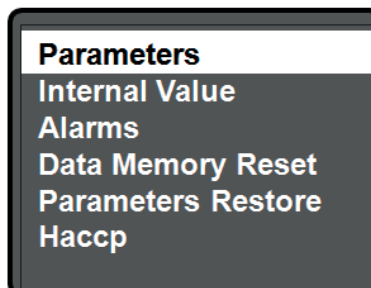 Parameters
Internal Value
Alarms
Data Memory Reset
Parameters Restore
Haccp